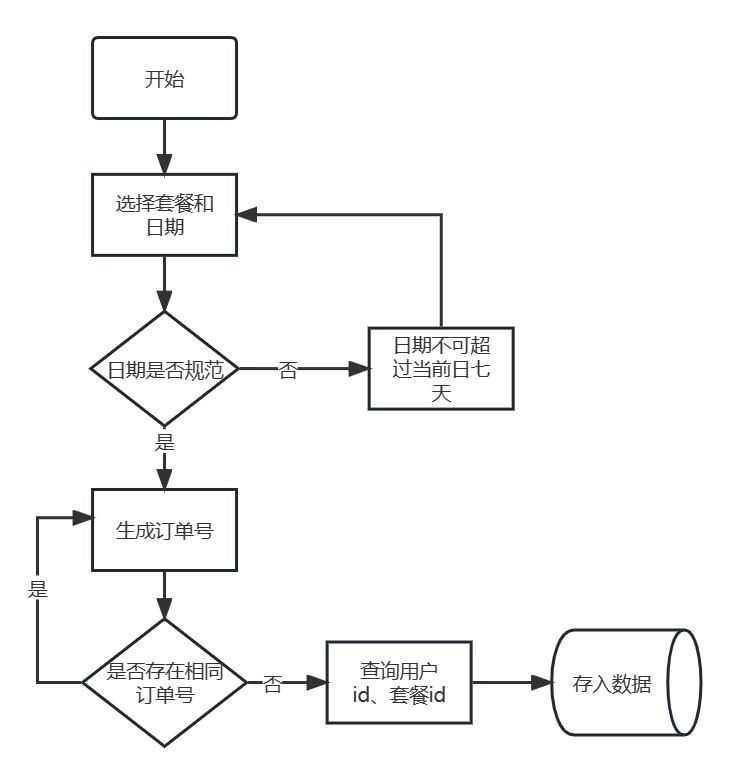 开始
选择套餐和
日期
日期是否规范
否
日期不可超
过当前日七
天
是
生成订单号
是
是否存在相同
订单号
否
查询用户
id、套餐id
存入数据